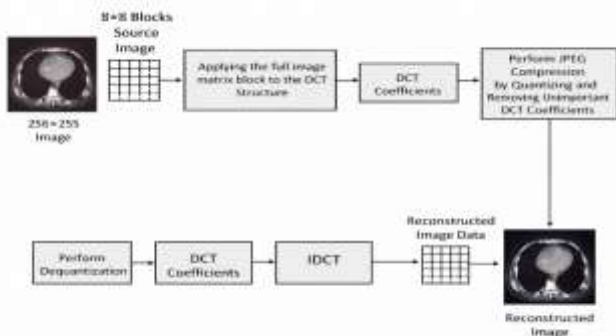 8×8 Blocks
Source
Image
256×255
Image
Applying the full image
matrix block to the DCT
Structure
DCT
Coefficients
Perform JPEG
Compression
by Quantizing and
Removing Unimportant
DCT Coefficients
Perform
Dequantization
DCT
Coefficients
IDCT
Reconstructed
Image Data
Reconstructed
Image